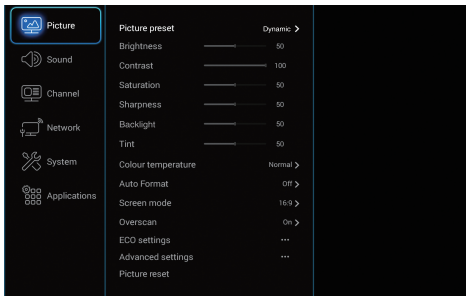 Picture
Sound
Channel
Network
System
Applications
Picture preset Dynamic >
Brightness 50
Contrast 100
Saturation 50
Sharpness 50
Backlight 50
Tint 50
Colour temperature Normal >
Auto Format Off >
Screen mode 16:9 >
Overscan On >
ECO settings •••
Advanced settings •••
Picture reset